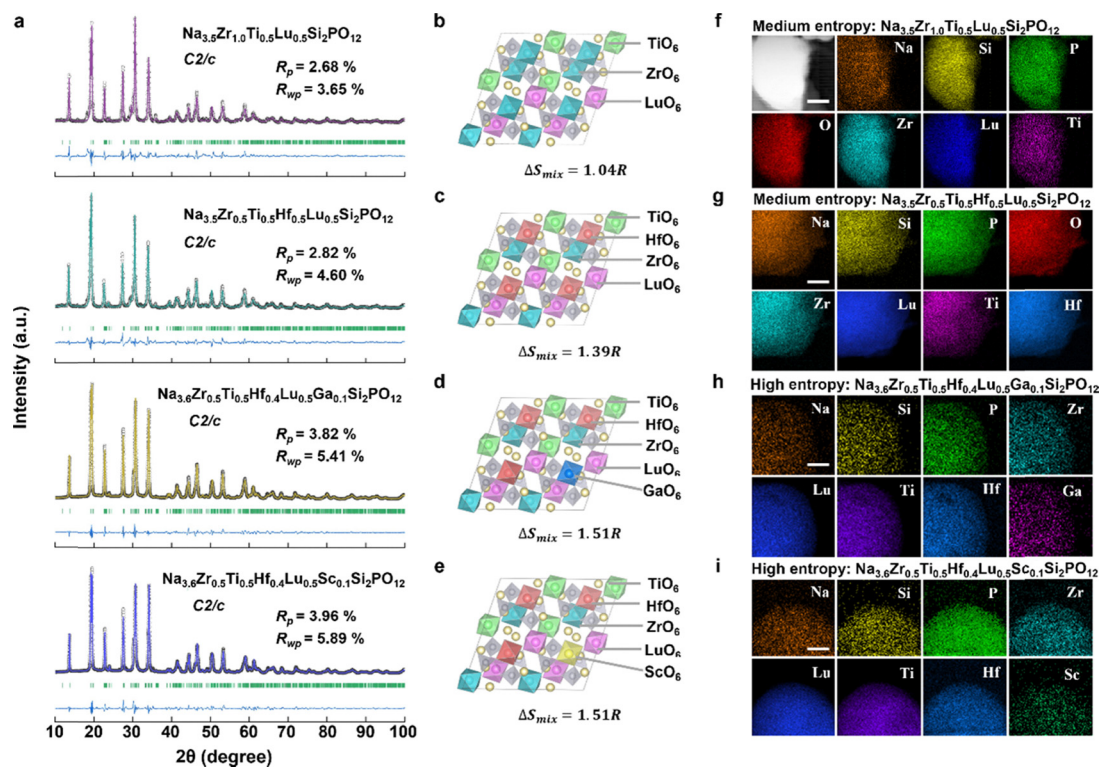 a
Intensity (a.u.)
Na3.5Zr1.0Ti0.5Lu0.5Si2PO12
C2/c
Rp = 2.68 %
Rwp = 3.65 %
Na3.5Zr0.5Ti0.5Hf0.5Lu0.5Si2PO12
C2/c
Rp = 2.82 %
Rwp = 4.60 %
Na3.6Zr0.5Ti0.5Hf0.4Lu0.5Ga0.1Si2PO12
C2/c
Rp = 3.82 %
Rwp = 5.41 %
Na3.6Zr0.5Ti0.5Hf0.4Lu0.5Sc0.1Si2PO12
C2/c
Rp = 3.96 %
Rwp = 5.89 %
10 20 30 40 50 60 70 80 90 100
2θ (degree)
b
TiO6
ZrO6
LuO6
ΔSmix = 1.04R
c
TiO6
HfO6
ZrO6
LuO6
ΔSmix = 1.39R
d
TiO6
HfO6
ZrO6
LuO6
GaO6
ΔSmix = 1.51R
e
TiO6
HfO6
ZrO6
LuO6
ScO6
ΔSmix = 1.51R
f
Medium entropy: Na3.5Zr1.0Ti0.5Lu0.5Si2PO12
Na Si P
O Zr Lu Ti
g
Medium entropy: Na3.5Zr0.5Ti0.5Hf0.5Lu0.5Si2PO12
Na Si P O
Zr Lu Ti Hf
h
High entropy: Na3.6Zr0.5Ti0.5Hf0.4Lu0.5Ga0.1Si2PO12
Na Si P Zr
Lu Ti Hf Ga
i
High entropy: Na3.6Zr0.5Ti0.5Hf0.4Lu0.5Sc0.1Si2PO12
Na Si P Zr
Lu Ti Hf Sc